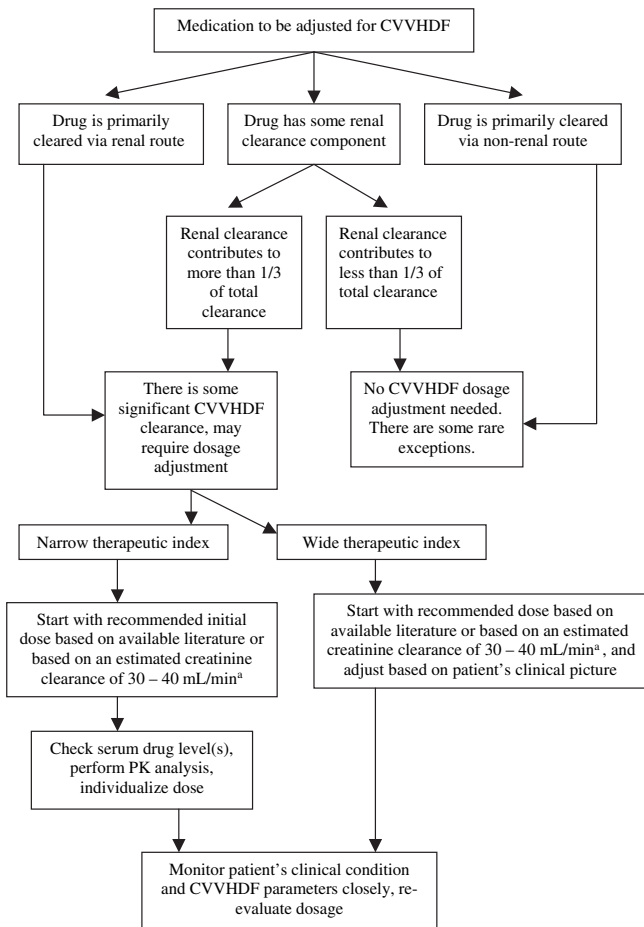 Medication to be adjusted for CVVHDF
Drug is primarily
cleared via renal route
Drug has some renal
clearance component
Drug is primarily cleared
via non-renal route
Renal clearance
contributes to
more than 1/3
of total
clearance
Renal clearance
contributes to
less than 1/3 of
total clearance
There is some
significant CVVHDF
clearance, may
require dosage
adjustment
No CVVHDF dosage
adjustment needed.
There are some rare
exceptions.
Narrow therapeutic index
Wide therapeutic index
Start with recommended initial
dose based on available literature or
based on an estimated creatinine
clearance of 30 – 40 mL/minᵃ
Start with recommended dose based on
available literature or based on an estimated
creatinine clearance of 30 – 40 mL/minᵃ , and
adjust based on patient’s clinical picture
Check serum drug level(s),
perform PK analysis,
individualize dose
Monitor patient’s clinical condition
and CVVHDF parameters closely, re-
evaluate dosage